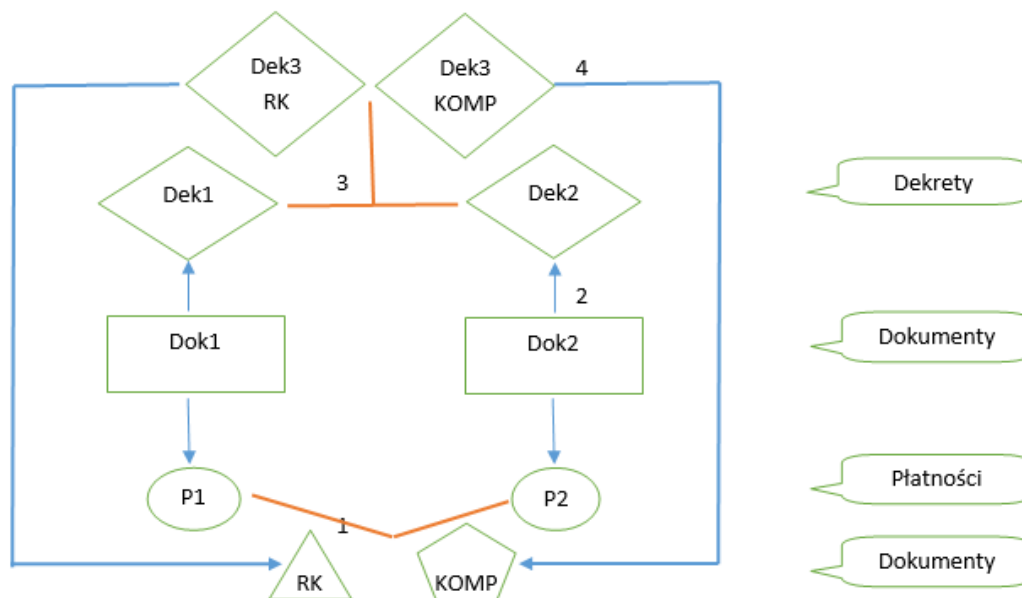 Dek3
RK
Dek3
KOMP
4
Dek1
3
Dek2
Dekrety
2
Dok1
Dok2
Dokumenty
P1
P2
Płatności
1
RK
KOMP
Dokumenty